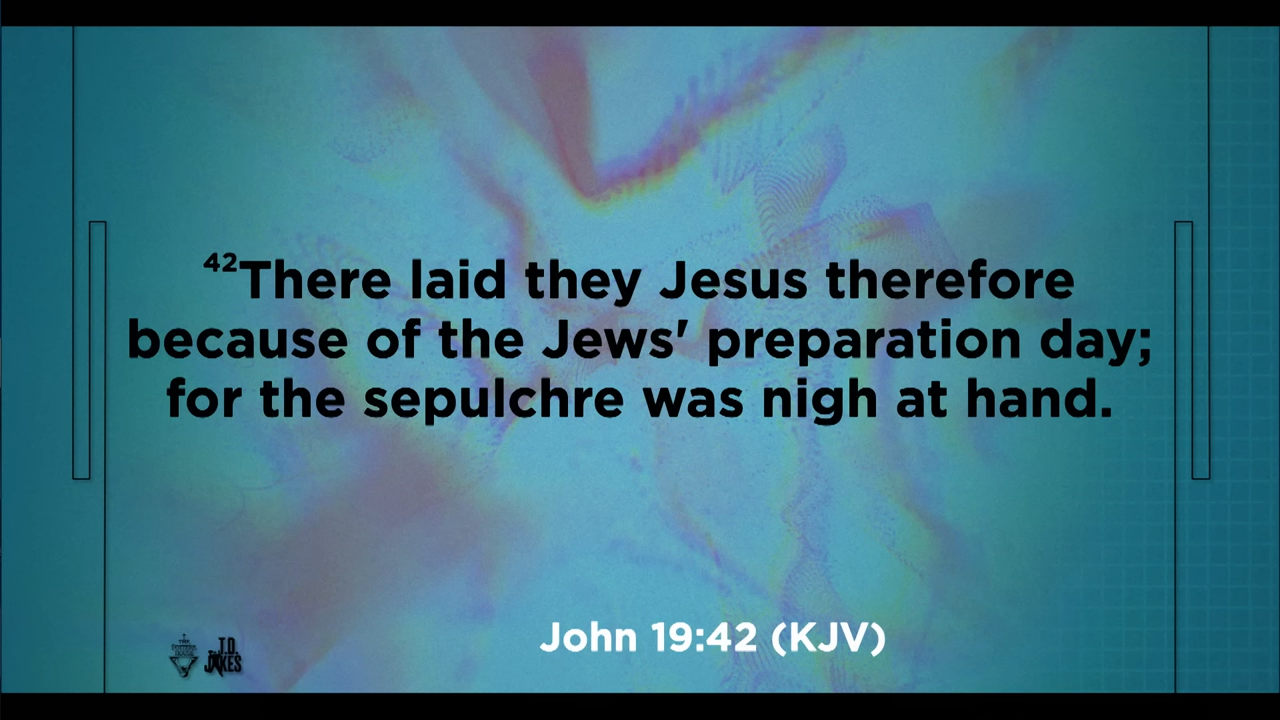 42There laid they Jesus therefore
because of the Jews' preparation day;
for the sepulchre was nigh at hand.
John 19:42 (KJV)
T.D.
JAKES